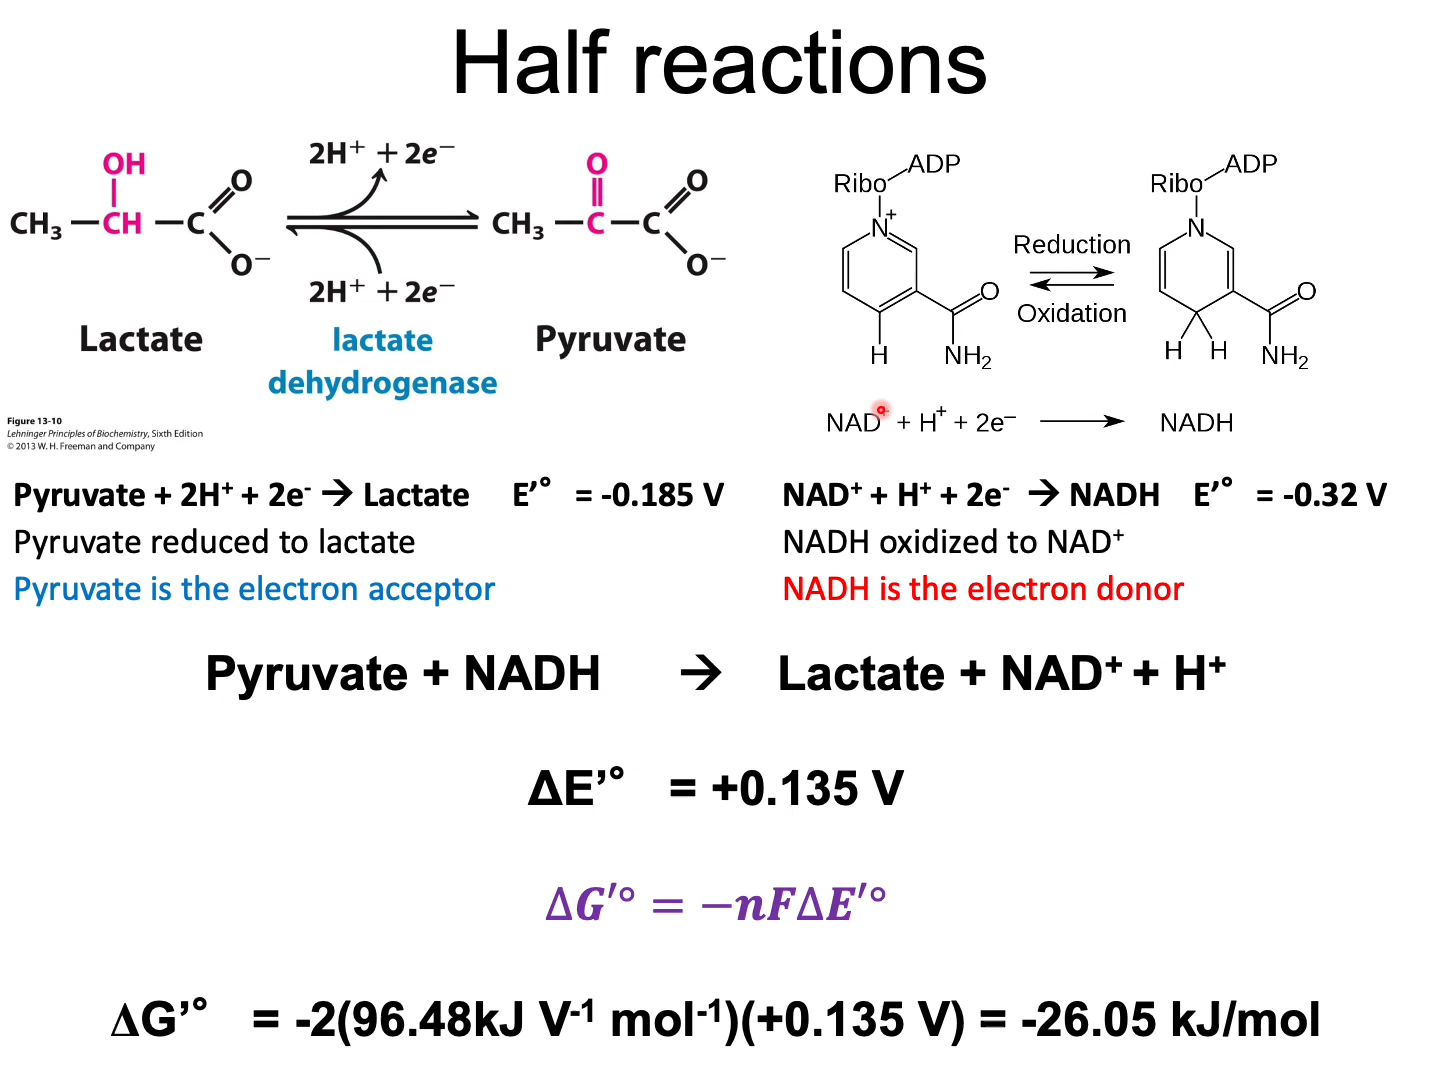 Half reactions
OH
CH₃ — CH — C
O
O⁻
2H⁺ + 2e⁻
2H⁺ + 2e⁻
O
CH₃ — C — C
O
O⁻
Lactate
lactate
dehydrogenase
Pyruvate
Figure 13-10
Lehninger Principles of Biochemistry, Sixth Edition
© 2013 W. H. Freeman and Company
Ribo
ADP
N⁺
O
H
NH₂
Reduction
Oxidation
Ribo
ADP
N
O
H H
NH₂
NAD⁺ + H⁺ + 2e⁻ → NADH
Pyruvate + 2H⁺ + 2e⁻ → Lactate E’° = -0.185 V
Pyruvate reduced to lactate
Pyruvate is the electron acceptor
NAD⁺ + H⁺ + 2e⁻ → NADH E’° = -0.32 V
NADH oxidized to NAD⁺
NADH is the electron donor
Pyruvate + NADH → Lactate + NAD⁺ + H⁺
ΔE’° = +0.135 V
ΔG′° = −nFΔE′°
ΔG’° = -2(96.48kJ V⁻¹ mol⁻¹)(+0.135 V) = -26.05 kJ/mol